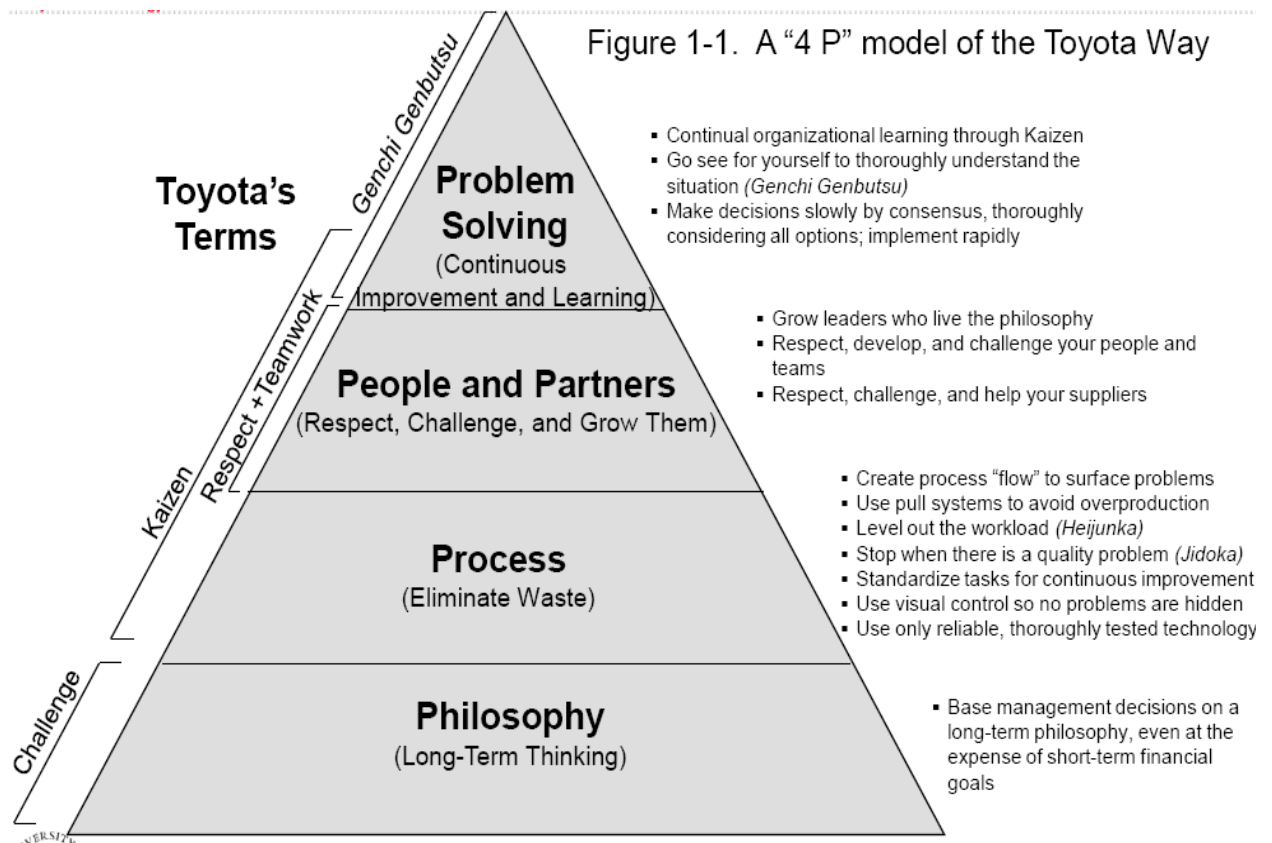 Figure 1-1. A “4 P” model of the Toyota Way
Toyota’s
Terms
Genchi Genbutsu
Respect +Teamwork
Kaizen
Challenge
Problem
Solving
(Continuous
Improvement and Learning)
▪ Continual organizational learning through Kaizen
▪ Go see for yourself to thoroughly understand the
situation (Genchi Genbutsu)
▪ Make decisions slowly by consensus, thoroughly
considering all options; implement rapidly
People and Partners
(Respect, Challenge, and Grow Them)
▪ Grow leaders who live the philosophy
▪ Respect, develop, and challenge your people and
teams
▪ Respect, challenge, and help your suppliers
Process
(Eliminate Waste)
▪ Create process “flow” to surface problems
▪ Use pull systems to avoid overproduction
▪ Level out the workload (Heijunka)
▪ Stop when there is a quality problem (Jidoka)
▪ Standardize tasks for continuous improvement
▪ Use visual control so no problems are hidden
▪ Use only reliable, thoroughly tested technology
Philosophy
(Long-Term Thinking)
▪ Base management decisions on a
long-term philosophy, even at the
expense of short-term financial
goals